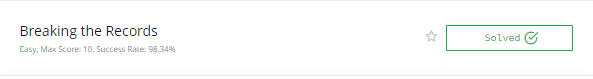 Breaking the Records
Solved
Easy, Max Score: 10, Success Rate: 98.34%